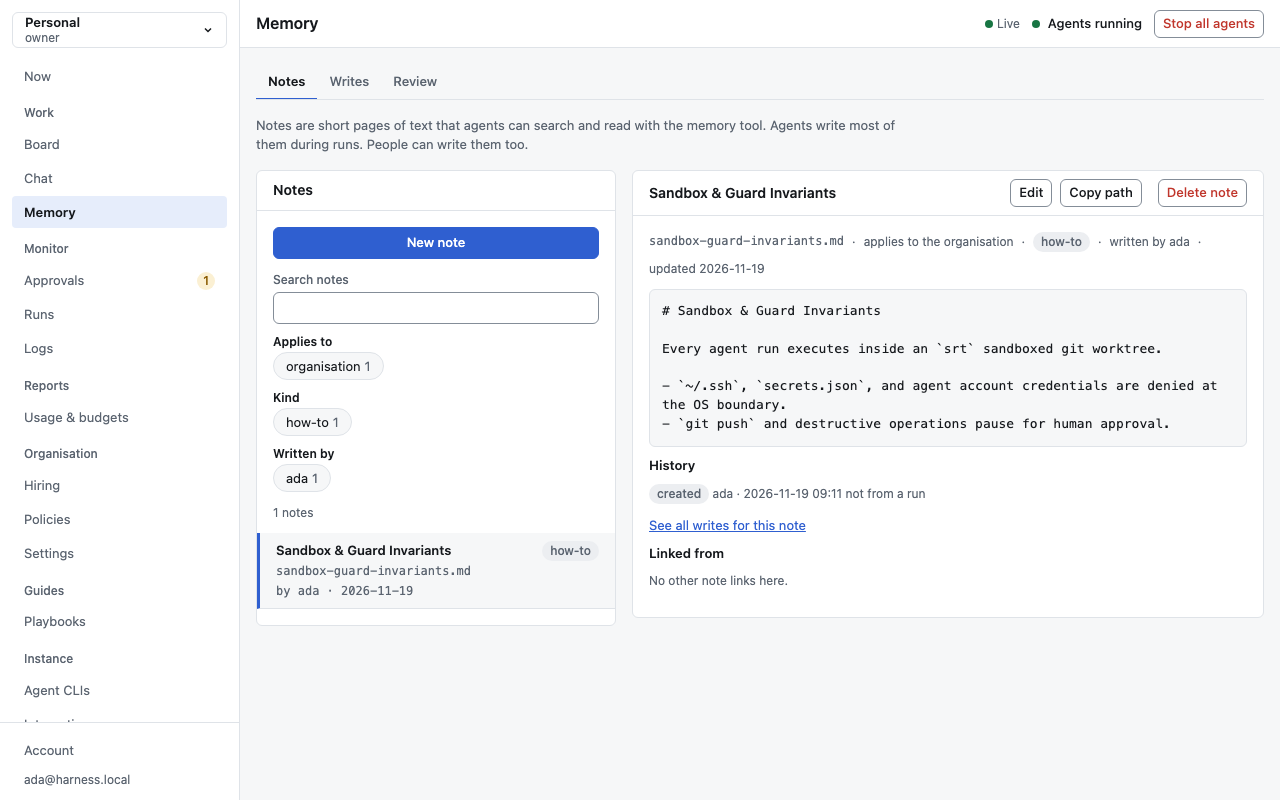 Personal
owner
Now
Work
Board
Chat
Memory
Monitor
Approvals 1
Runs
Logs
Reports
Usage & budgets
Organisation
Hiring
Policies
Settings
Guides
Playbooks
Instance
Agent CLIs
Account
ada@harness.local
Memory
Live Agents running Stop all agents
Notes Writes Review
Notes are short pages of text that agents can search and read with the memory tool. Agents write most of
them during runs. People can write them too.
Notes
New note
Search notes
Applies to
organisation 1
Kind
how-to 1
Written by
ada 1
1 notes
Sandbox & Guard Invariants how-to
sandbox-guard-invariants.md
by ada · 2026-11-19
Sandbox & Guard Invariants Edit Copy path Delete note
sandbox-guard-invariants.md · applies to the organisation · how-to · written by ada ·
updated 2026-11-19
# Sandbox & Guard Invariants
Every agent run executes inside an `srt` sandboxed git worktree.
- `~/.ssh`, `secrets.json`, and agent account credentials are denied at
the OS boundary.
- `git push` and destructive operations pause for human approval.
History
created ada · 2026-11-19 09:11 not from a run
See all writes for this note
Linked from
No other note links here.